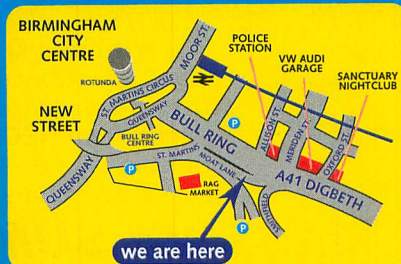 BIRMINGHAM
CITY
CENTRE
ROTUNDA
MOOR ST.
POLICE
STATION
VW AUDI
GARAGE
SANCTUARY
NIGHTCLUB
ST. MARTINS CIRCUS
QUEENSWAY
NEW
STREET
BULL RING
CENTRE
BULL RING
P
ALLISON ST.
MERIDEN ST.
OXFORD ST.
QUEENSWAY
P
ST. MARTINS
MOAT LANE
RAG
MARKET
A41 DIGBETH
P
SMITHFIELD
we are here